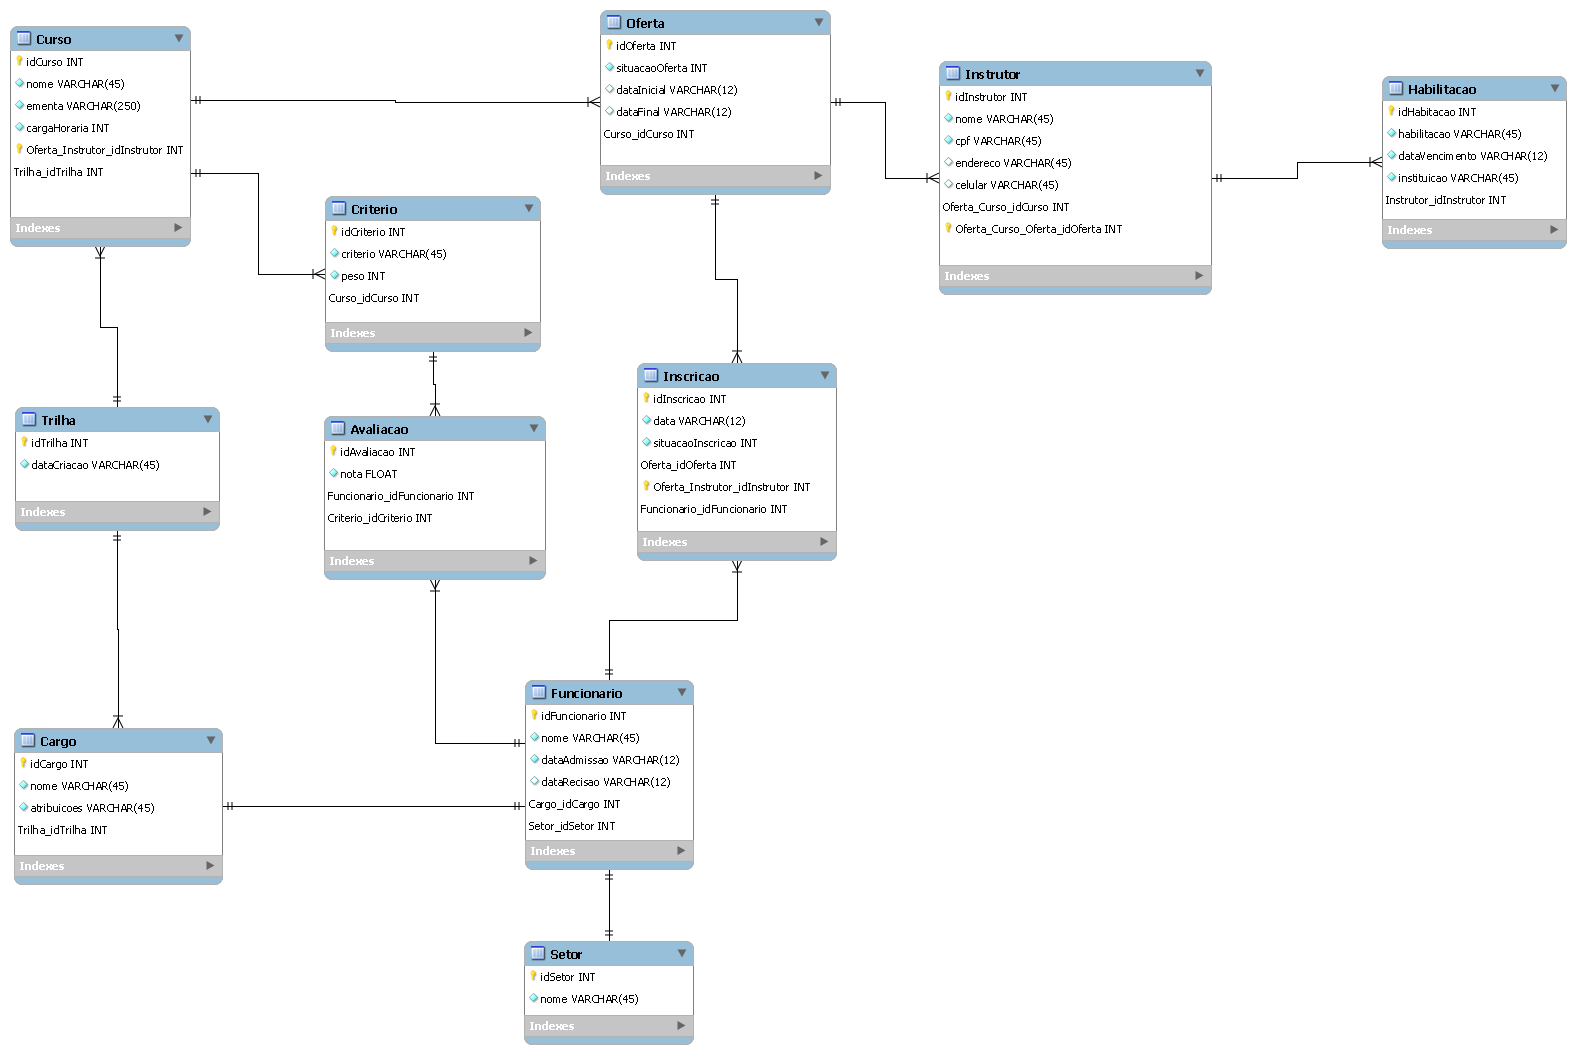 Curso
idCurso INT
nome VARCHAR(45)
ementa VARCHAR(250)
cargaHoraria INT
Oferta_Instrutor_idInstrutor INT
Trilha_idTrilha INT
Indexes
Oferta
idOferta INT
situacaoOferta INT
dataInicial VARCHAR(12)
dataFinal VARCHAR(12)
Curso_idCurso INT
Indexes
Instrutor
idInstrutor INT
nome VARCHAR(45)
cpf VARCHAR(45)
endereco VARCHAR(45)
celular VARCHAR(45)
Oferta_Curso_idCurso INT
Oferta_Curso_Oferta_idOferta INT
Indexes
Habilitacao
idHabitacao INT
habilitacao VARCHAR(45)
dataVencimento VARCHAR(12)
instituicao VARCHAR(45)
Instrutor_idInstrutor INT
Indexes
Criterio
idCriterio INT
criterio VARCHAR(45)
peso INT
Curso_idCurso INT
Indexes
Inscricao
idInscricao INT
data VARCHAR(12)
situacaoInscricao INT
Oferta_idOferta INT
Oferta_Instrutor_idInstrutor INT
Funcionario_idFuncionario INT
Indexes
Trilha
idTrilha INT
dataCriacao VARCHAR(45)
Indexes
Avaliacao
idAvaliacao INT
nota FLOAT
Funcionario_idFuncionario INT
Criterio_idCriterio INT
Indexes
Funcionario
idFuncionario INT
nome VARCHAR(45)
dataAdmissao VARCHAR(12)
dataRecisao VARCHAR(12)
Cargo_idCargo INT
Setor_idSetor INT
Indexes
Cargo
idCargo INT
nome VARCHAR(45)
atribuicoes VARCHAR(45)
Trilha_idTrilha INT
Indexes
Setor
idSetor INT
nome VARCHAR(45)
Indexes